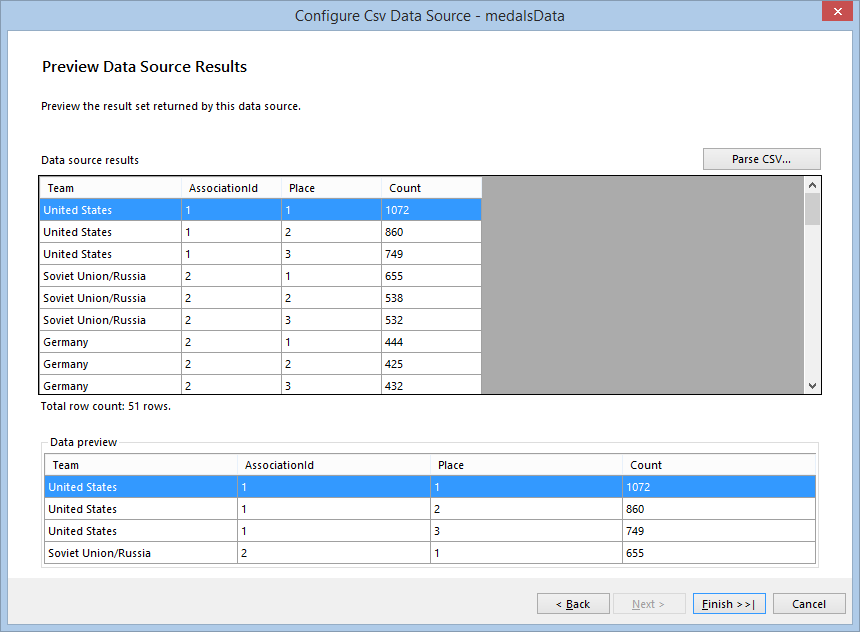 Configure Csv Data Source - medalsData
Preview Data Source Results
Preview the result set returned by this data source.
Data source results
Parse CSV...
Team AssociationId Place Count
United States 1 1 1072
United States 1 2 860
United States 1 3 749
Soviet Union/Russia 2 1 655
Soviet Union/Russia 2 2 538
Soviet Union/Russia 2 3 532
Germany 2 1 444
Germany 2 2 425
Germany 2 3 432
Total row count: 51 rows.
Data preview
Team AssociationId Place Count
United States 1 1 1072
United States 1 2 860
United States 1 3 749
Soviet Union/Russia 2 1 655
< Back Next > Finish >>| Cancel